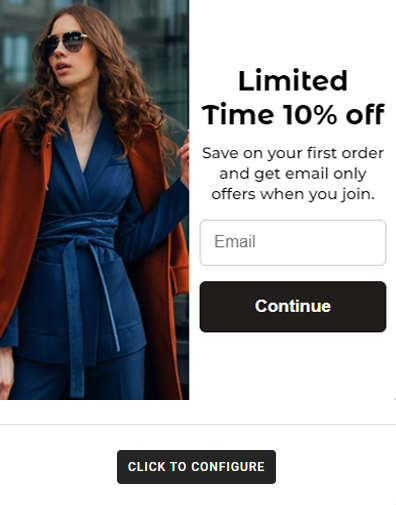 Limited
Time 10% off
Save on your first order
and get email only
offers when you join.
Email
Continue
CLICK TO CONFIGURE